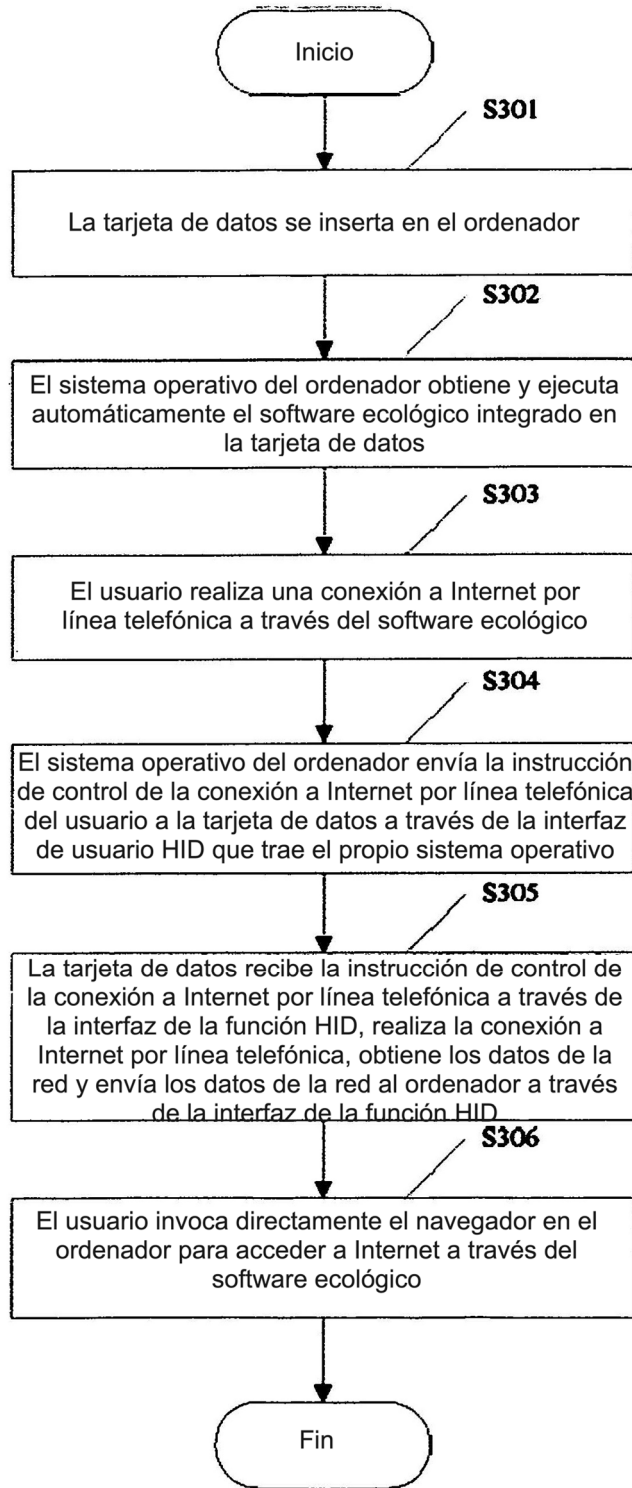 Inicio
S301
La tarjeta de datos se inserta en el ordenador
S302
El sistema operativo del ordenador obtiene y ejecuta
automáticamente el software ecológico integrado en
la tarjeta de datos
S303
El usuario realiza una conexión a Internet por
línea telefónica a través del software ecológico
S304
El sistema operativo del ordenador envía la instrucción
de control de la conexión a Internet por línea telefónica
del usuario a la tarjeta de datos a través de la interfaz
de usuario HID que trae el propio sistema operativo
S305
La tarjeta de datos recibe la instrucción de control de
la conexión a Internet por línea telefónica a través de
la interfaz de la función HID, realiza la conexión a
Internet por línea telefónica, obtiene los datos de la
red y envía los datos de la red al ordenador a través
de la interfaz de la función HID
S306
El usuario invoca directamente el navegador en el
ordenador para acceder a Internet a través del
software ecológico
Fin